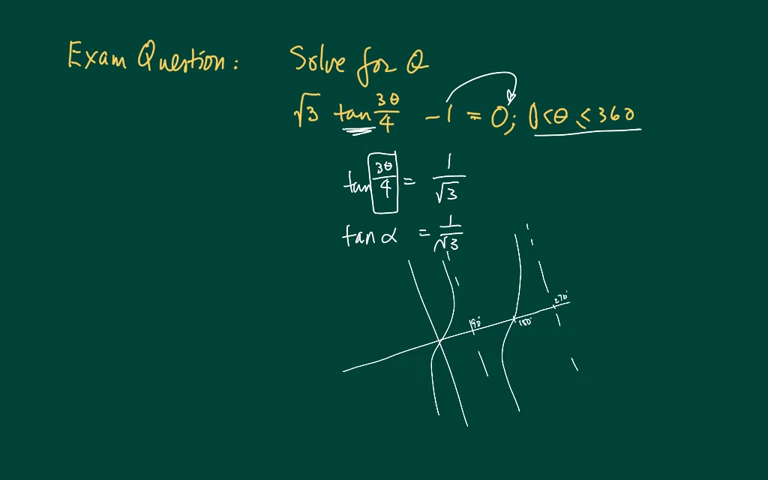 Exam Question: Solve for θ
√3 tan 3θ/4 - 1 = 0; 0 < θ ≤ 360
tan 3θ/4 = 1/√3
tan α = 1/√3
90° 180° 270°